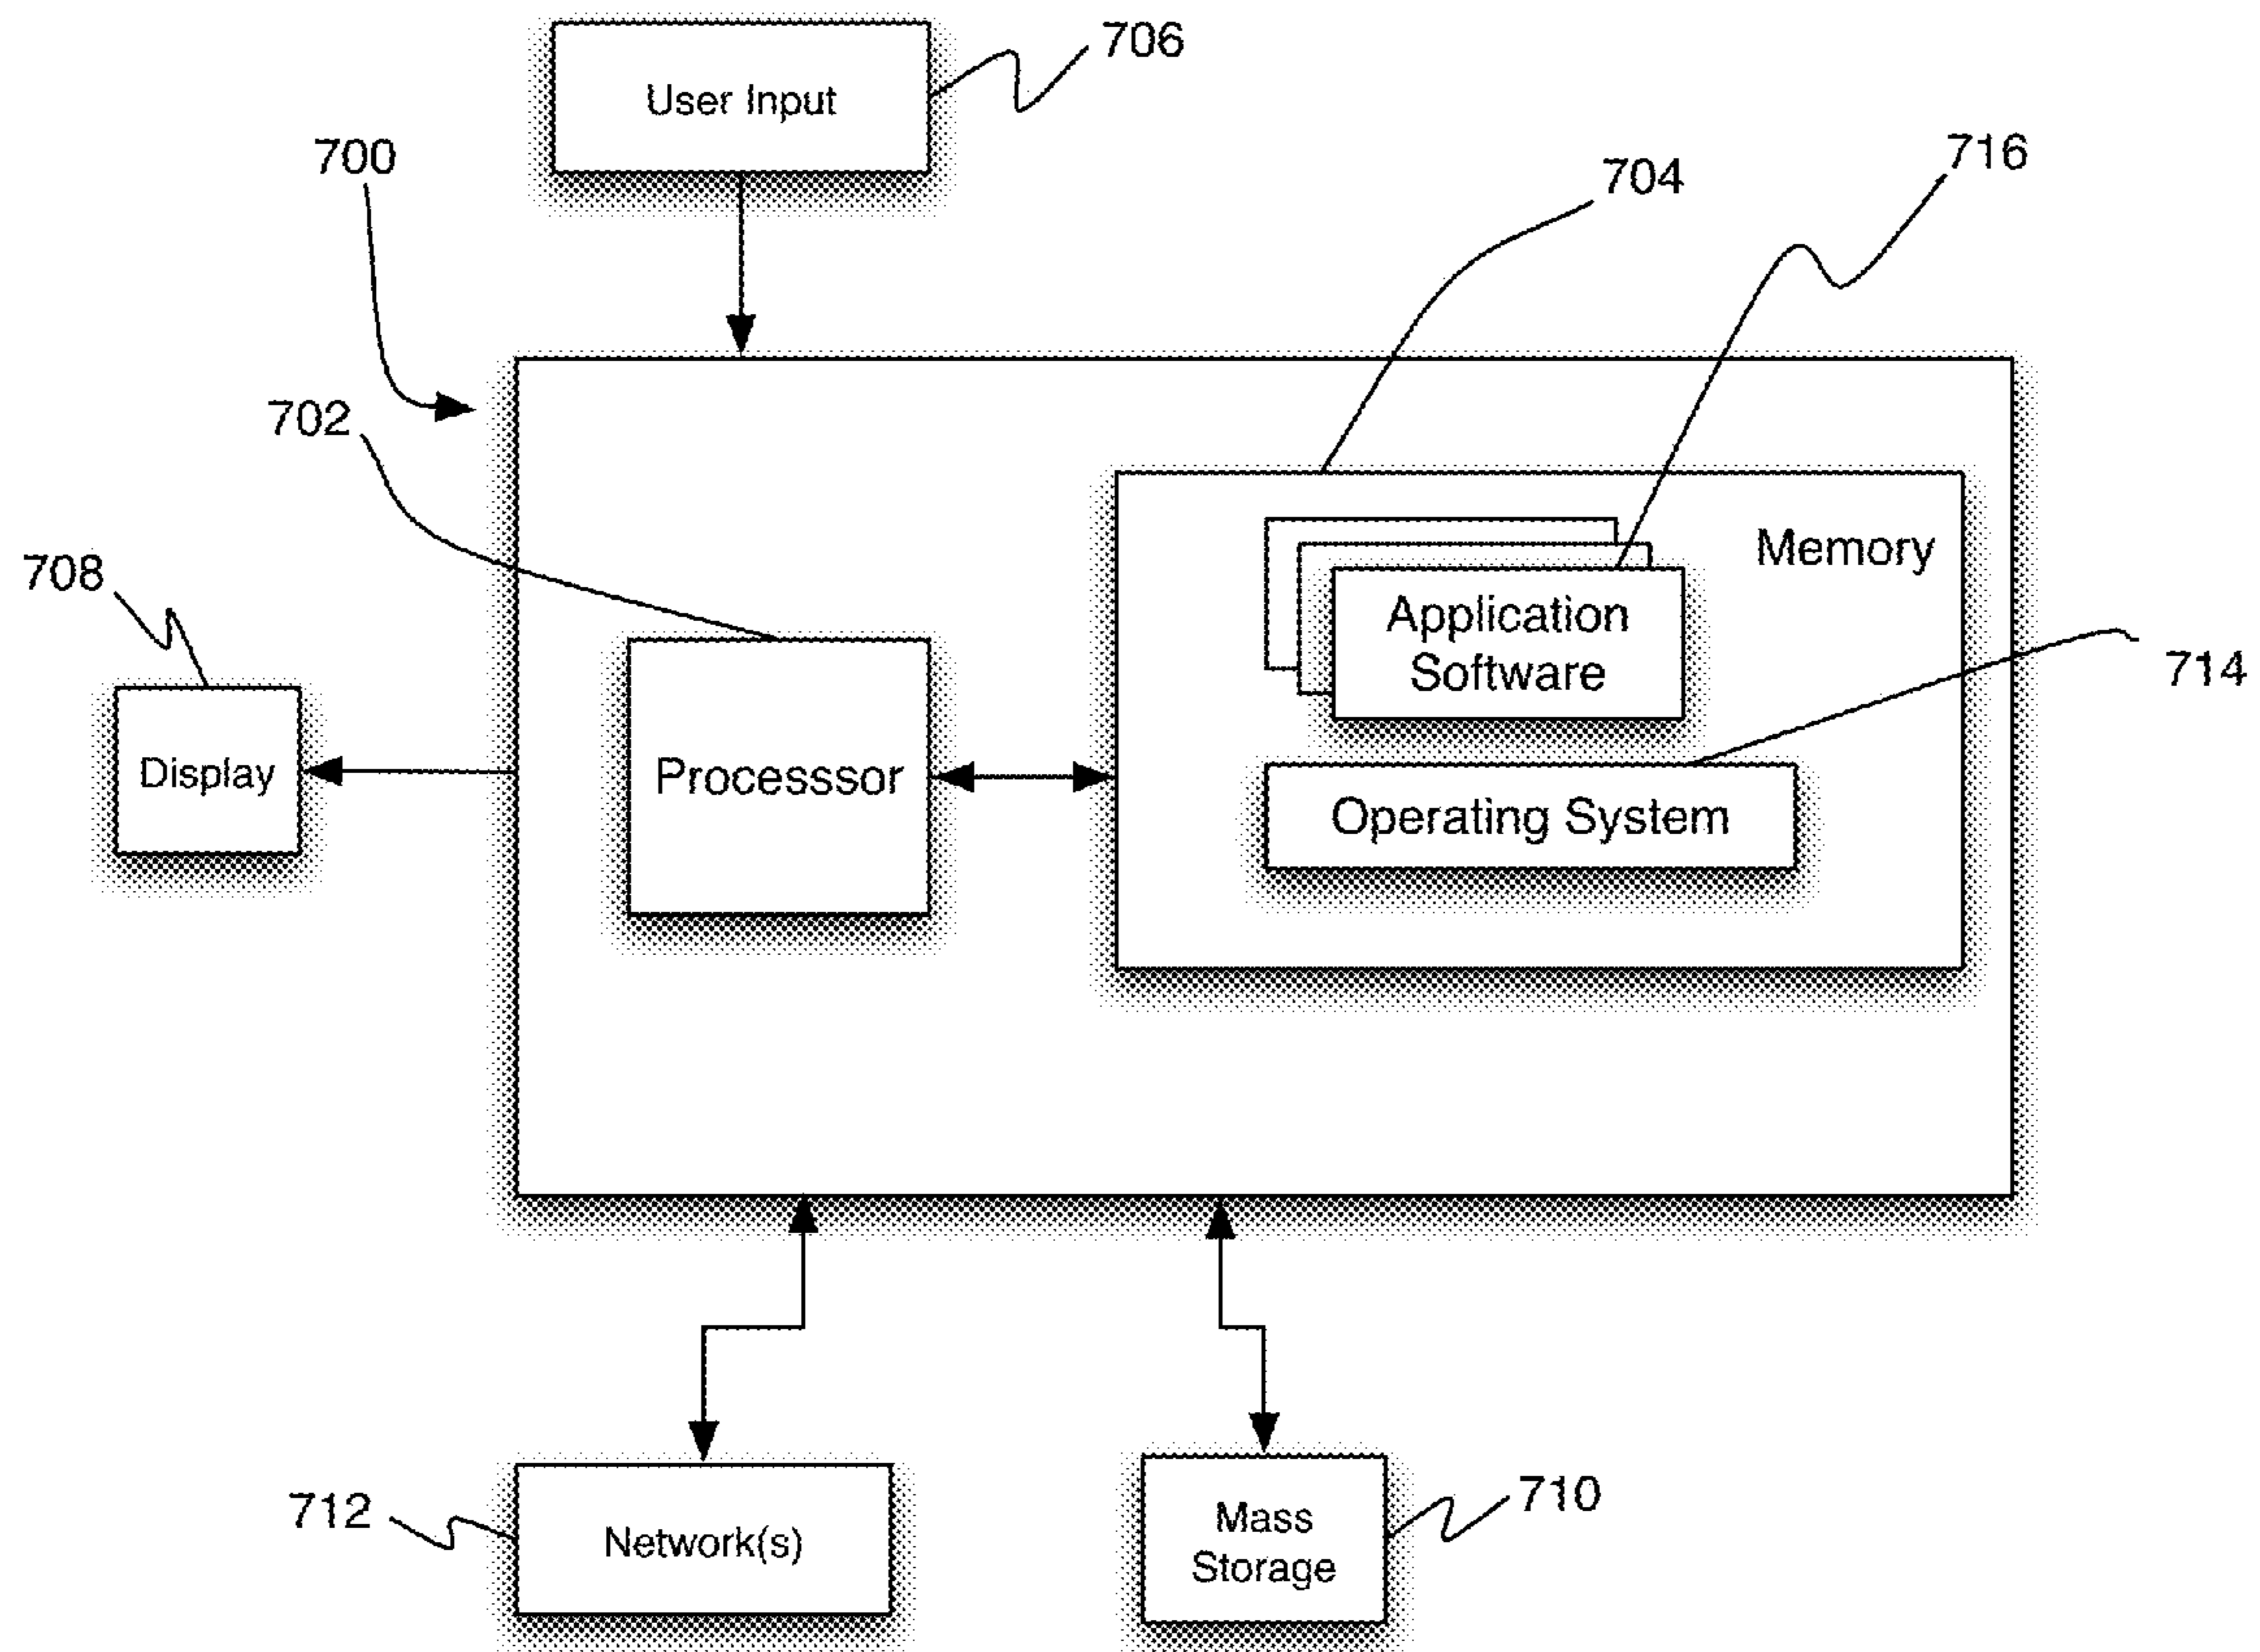 706
User Input
700
716
704
702
Memory
708
Application
Software
714
Display
Processsor
Operating System
712
Network(s)
710
Mass
Storage